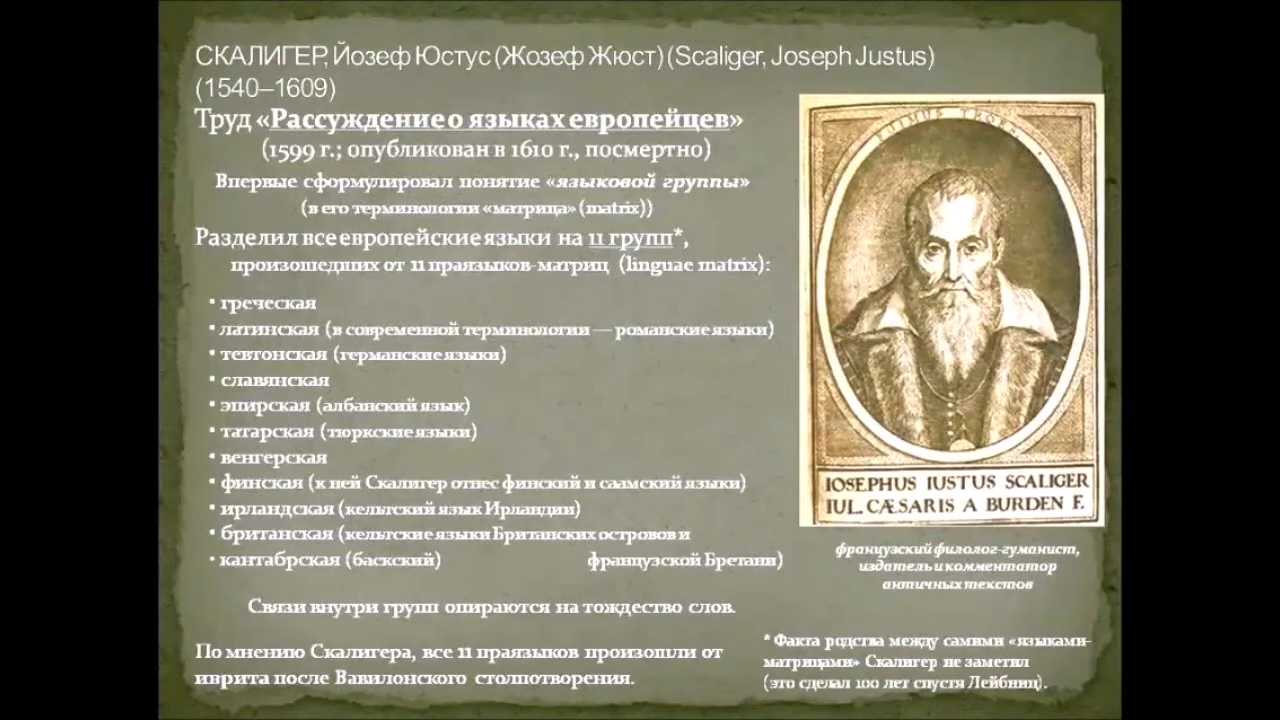 СКАЛИГЕР, Йозеф Юстус (Жозеф Жюст) (Scaliger, Joseph Justus)
(1540–1609)
Труд «Рассуждение о языках европейцев»
(1599 г.; опубликован в 1610 г., посмертно)
Впервые сформулировал понятие «языковой группы»
(в его терминологии «матрица» (matrix))
Разделил все европейские языки на 11 групп*,
произошедших от 11 праязыков-матриц (linguae matrix):
• греческая
• латинская (в современной терминологии — романские языки)
• тевтонская (германские языки)
• славянская
• эпирская (албанский язык)
• татарская (тюркские языки)
• венгерская
• финская (к ней Скалигер отнес финский и саамский языки)
• ирландская (кельтский язык Ирландии)
• британская (кельтские языки Британских островов и
французской Бретани)
• кантабрская (баскский)
Связи внутри групп опираются на тождество слов.
По мнению Скалигера, все 11 праязыков произошли от
иврита после Вавилонского столпотворения.
IOSEPHUS IUSTUS SCALIGER
IUL. CÆSARIS A BURDEN F.
французский филолог-гуманист,
издатель и комментатор
античных текстов
* Факта родства между самими «языками-
матрицами» Скалигер не заметил
(это сделал 100 лет спустя Лейбниц).